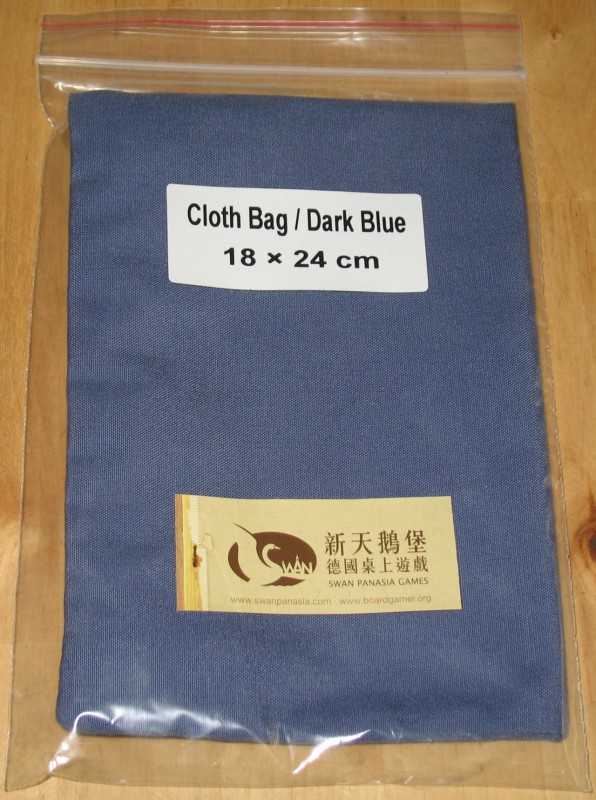 Cloth Bag / Dark Blue
18 × 24 cm
SWAN
新天鵝堡
德國桌上遊戲
SWAN PANASIA GAMES
www.swanpanasia.com www.boardgamer.org